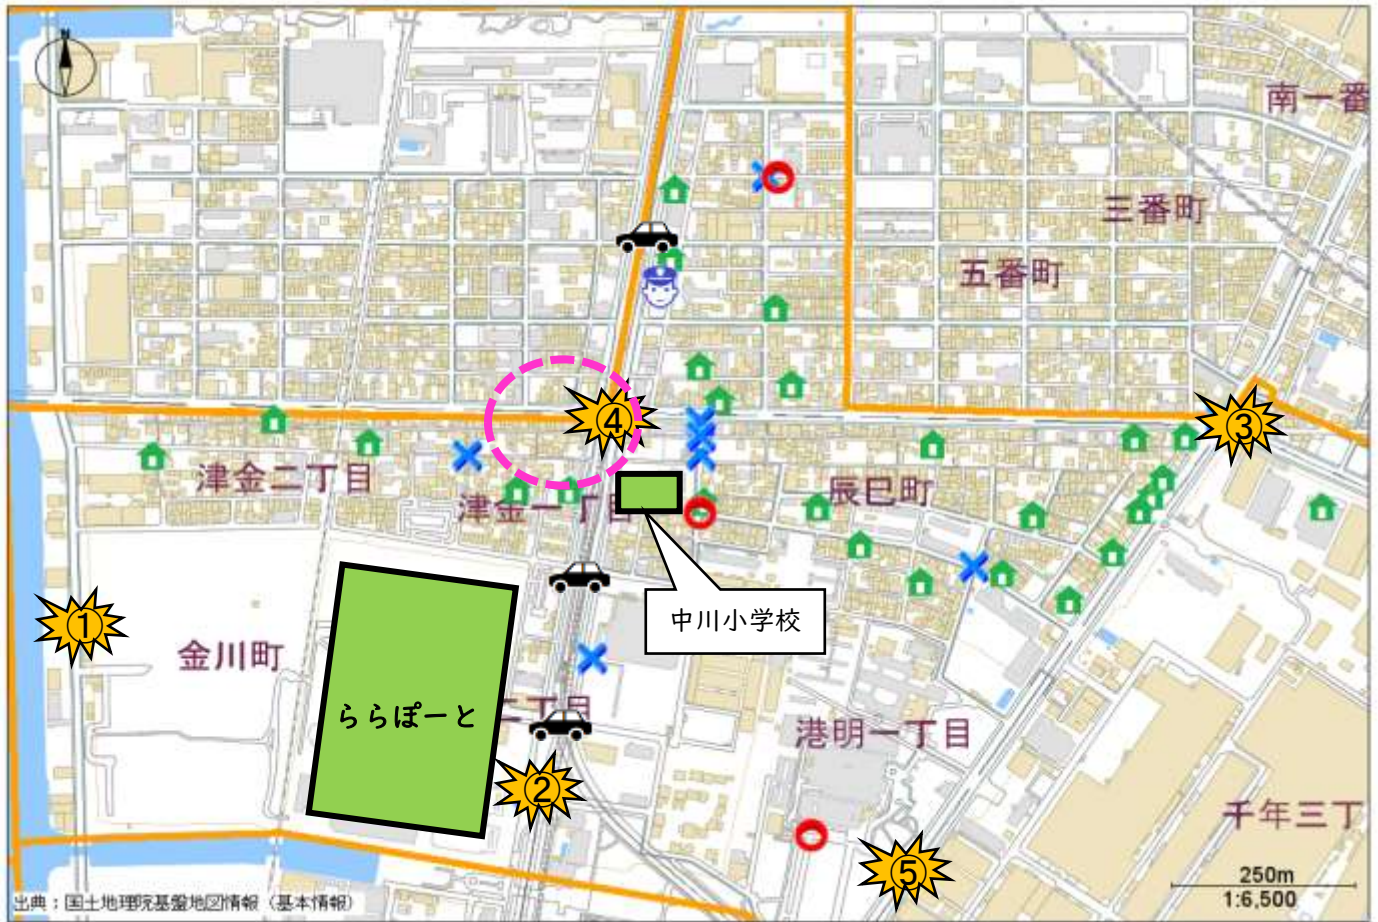 N
南一番
三番町
五番町
④
③
津金二丁目
津金一丁目
辰巳町
①
中川小学校
金川町
ららぽーと
二丁目
港明一丁目
②
千年三丁
⑤
250m
1:6,500
出典：国土地理院基盤地図情報（基本情報）